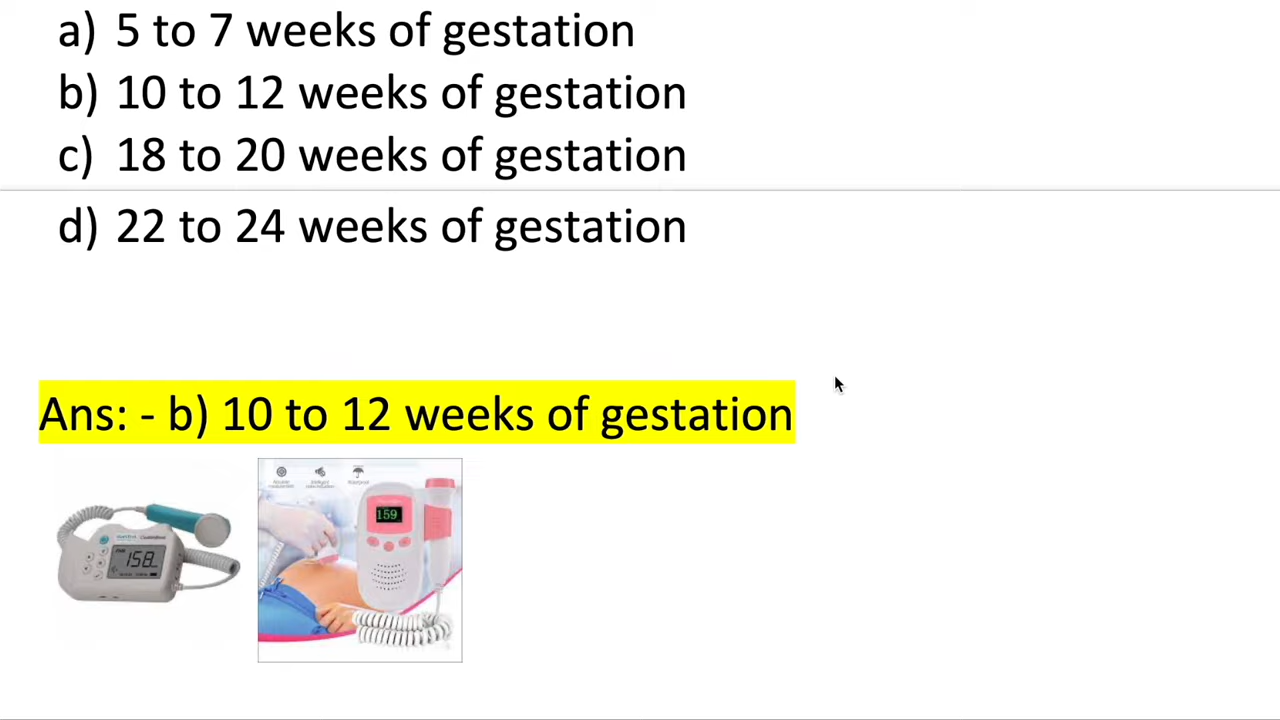 a) 5 to 7 weeks of gestation
b) 10 to 12 weeks of gestation
c) 18 to 20 weeks of gestation
d) 22 to 24 weeks of gestation
Ans: - b) 10 to 12 weeks of gestation
158
159